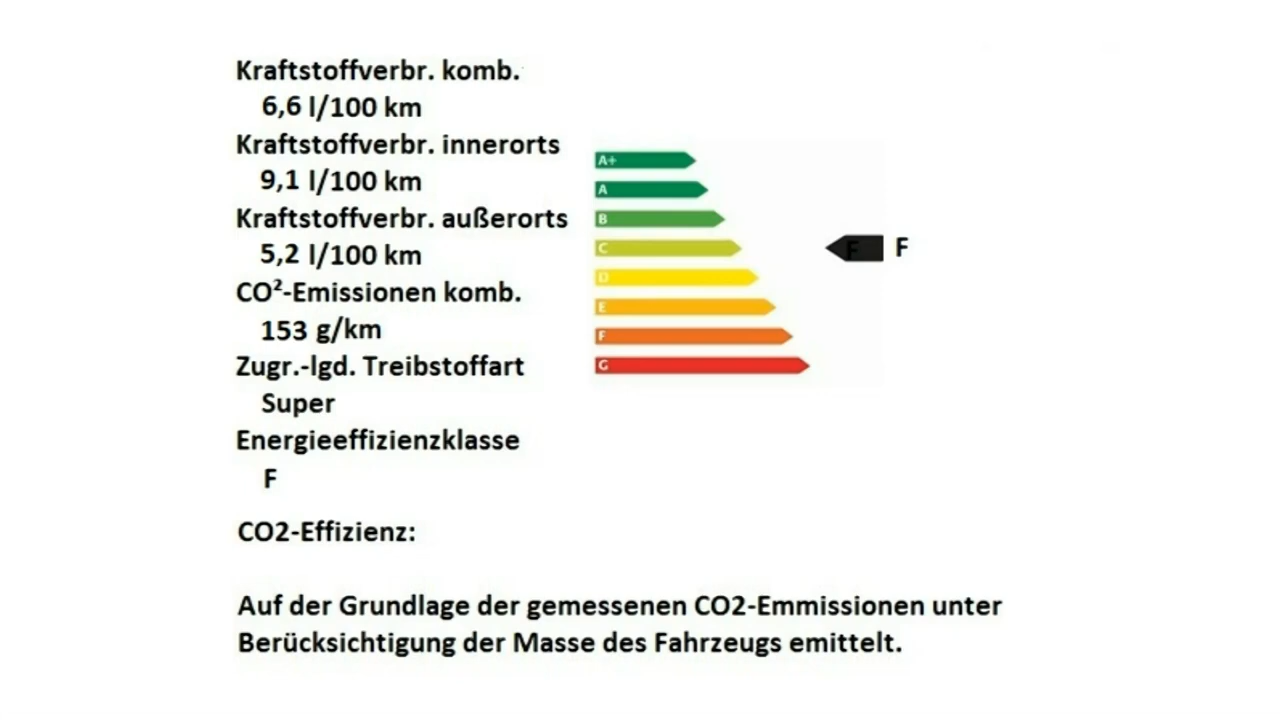 Kraftstoffverbr. komb.
6,6 l/100 km
Kraftstoffverbr. innerorts
9,1 l/100 km
Kraftstoffverbr. außerorts
5,2 l/100 km
CO²-Emissionen komb.
153 g/km
Zugr.-lgd. Treibstoffart
Super
Energieeffizienzklasse
F
A+
A
B
C
D
E
F
G
F F
CO2-Effizienz:
Auf der Grundlage der gemessenen CO2-Emmissionen unter
Berücksichtigung der Masse des Fahrzeugs emittelt.